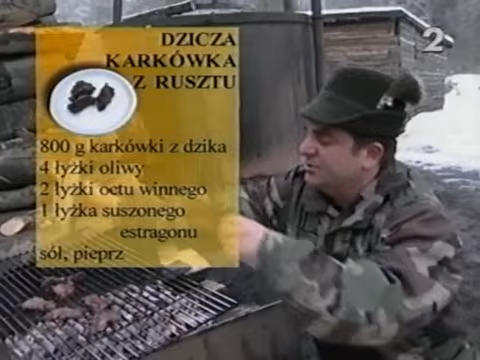 2
DZICZA
KARKÓWKA
Z RUSZTU
800 g karkówki z dzika
4 łyżki oliwy
2 łyżki octu winnego
1 łyżka suszonego
estragonu
sól, pieprz